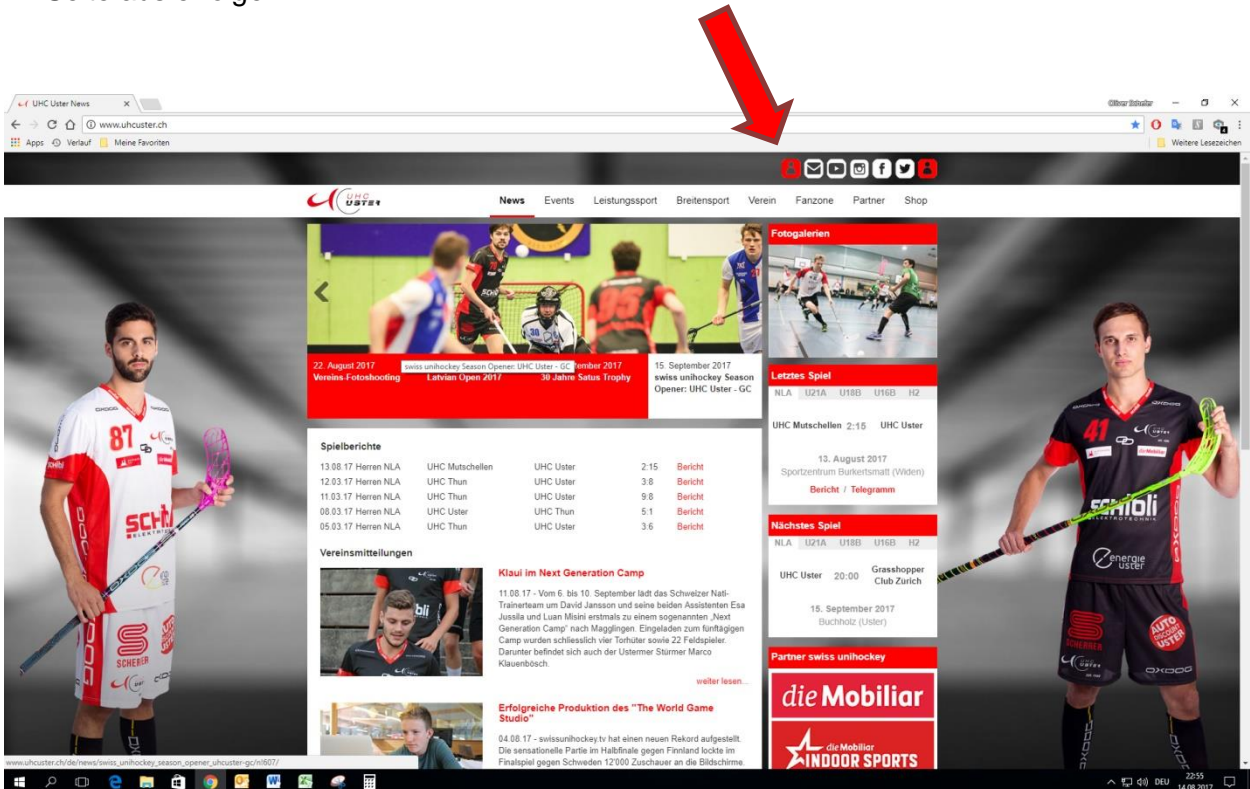 UHC Uster News
www.uhcuster.ch
Apps Verlauf Meine Favoriten
Weitere Lesezeichen
UHC USTER
News Events Leistungssport Breitensport Verein Fanzone Partner Shop
22. August 2017
Vereins-Fotoshooting
Latvian Open 2017
30 Jahre Satus Trophy
swiss unihockey Season Opener: UHC Uster - GC
15. September 2017
swiss unihockey Season
Opener: UHC Uster - GC
Spielberichte
13.08.17 Herren NLA UHC Mutschellen UHC Uster 2:15 Bericht
12.03.17 Herren NLA UHC Thun UHC Uster 3:8 Bericht
11.03.17 Herren NLA UHC Thun UHC Uster 9:8 Bericht
08.03.17 Herren NLA UHC Uster UHC Thun 5:1 Bericht
05.03.17 Herren NLA UHC Thun UHC Uster 3:6 Bericht
Vereinsmitteilungen
Klaui im Next Generation Camp
11.08.17 - Vom 6. bis 10. September lädt das Schweizer Nati-
Trainerteam um David Jansson und seine beiden Assistenten Esa
Jussila und Luan Misini erstmals zu einem sogenannten „Next
Generation Camp" nach Magglingen. Eingeladen zum fünftägigen
Camp wurden schliesslich vier Torhüter sowie 22 Feldspieler.
Darunter befindet sich auch der Ustermer Stürmer Marco
Klauenbösch.
weiter lesen...
Erfolgreiche Produktion des "The World Game
Studio"
04.08.17 - swissunihockey.tv hat einen neuen Rekord aufgestellt.
Die sensationelle Partie im Halbfinale gegen Finnland lockte im
Finalspiel gegen Schweden 12'000 Zuschauer an die Bildschirme.
Fotogalerien
Letztes Spiel
NLA U21A U18B U16B H2
UHC Mutschellen 2:15 UHC Uster
13. August 2017
Sportzentrum Burkertsmatt (Widen)
Bericht / Telegramm
Nächstes Spiel
NLA U21A U18B U16B H2
UHC Uster 20:00 Grasshopper
Club Zürich
15. September 2017
Buchholz (Uster)
Partner swiss unihockey
die Mobiliar
die Mobiliar
INDOOR SPORTS
87
SCHERRER
41
schibli
ELEKTROTECHNIK
energie
uster
AUTO
DISCOUNT
USTER
OXDOG
www.uhcuster.ch/de/news/swiss_unihockey_season_opener_uhcuster-gc/n!607/
DEU
22:55
14.08.2017